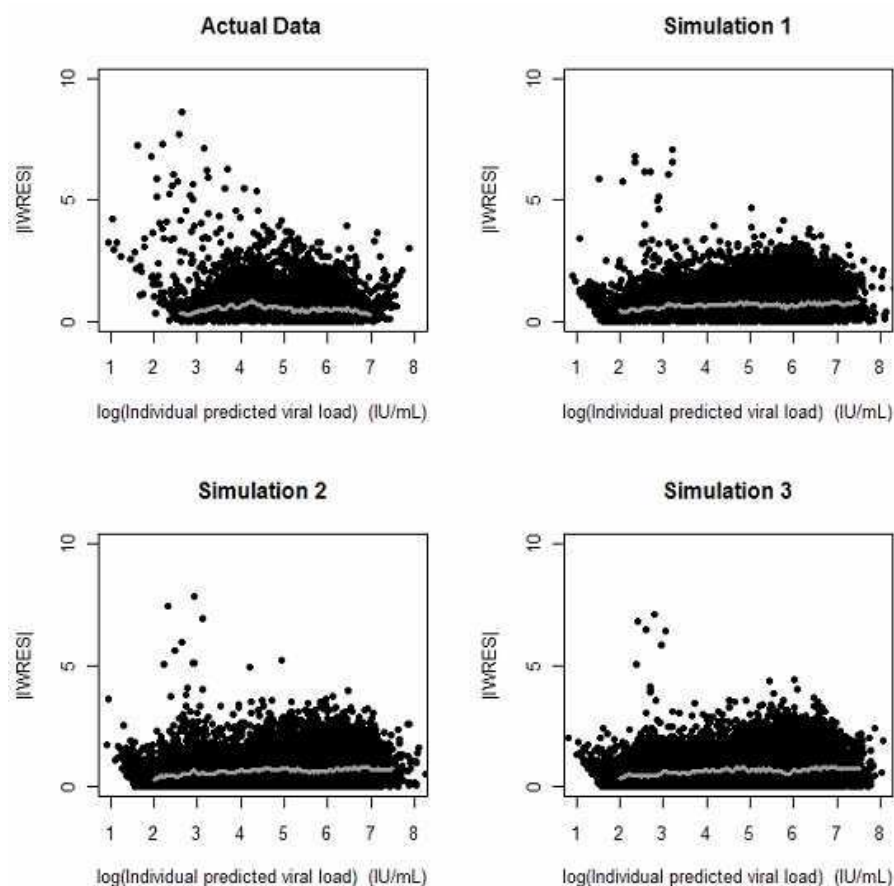 Actual Data
10
5
0
||IWRES|
1 2 3 4 5 6 7 8
log(Individual predicted viral load) (IU/mL)
Simulation 1
10
5
0
||IWRES|
1 2 3 4 5 6 7 8
log(Individual predicted viral load) (IU/mL)
Simulation 2
10
5
0
||IWRES|
1 2 3 4 5 6 7 8
log(Individual predicted viral load) (IU/mL)
Simulation 3
10
5
0
||IWRES|
1 2 3 4 5 6 7 8
log(Individual predicted viral load) (IU/mL)